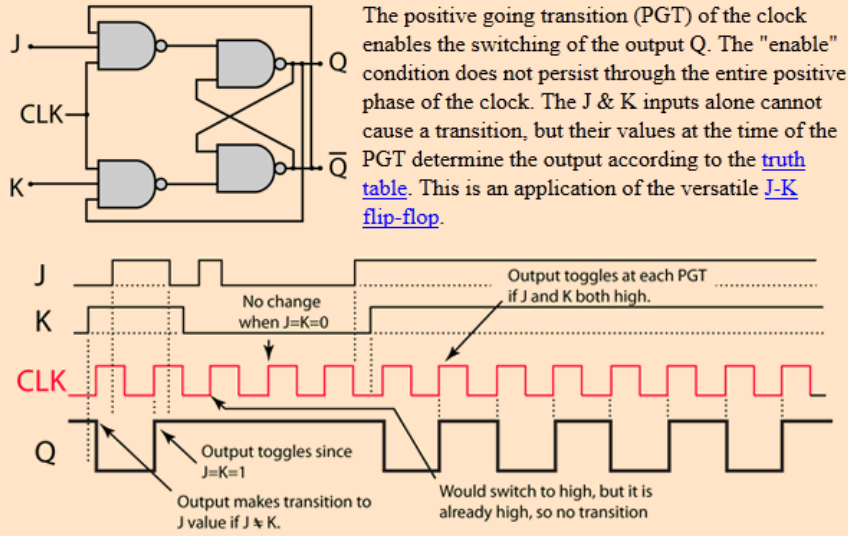 The positive going transition (PGT) of the clock
enables the switching of the output Q. The "enable"
condition does not persist through the entire positive
phase of the clock. The J & K inputs alone cannot
cause a transition, but their values at the time of the
PGT determine the output according to the truth
table. This is an application of the versatile J-K
flip-flop.
J
CLK
K
Q
Q̅
J
K
CLK
Q
No change
when J=K=0
Output toggles at each PGT
if J and K both high.
Output toggles since
J=K=1
Output makes transition to
J value if J ≠ K.
Would switch to high, but it is
already high, so no transition